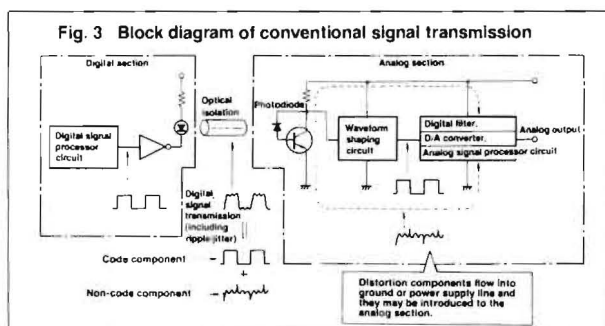 Fig. 3 Block diagram of conventional signal transmission
Digital section
Analog section
Optical
isolation
Photodiode
Digital signal
processor
circuit
Waveform
shaping
circuit
Digital filter,
D/A converter,
Analog signal processor circuit
Analog output
Digital
signal
transmission
(including
ripple jitter)
Code component –
+
Non-code component –
Distortion components flow into
ground or power supply line and
they may be introduced to the
analog section.